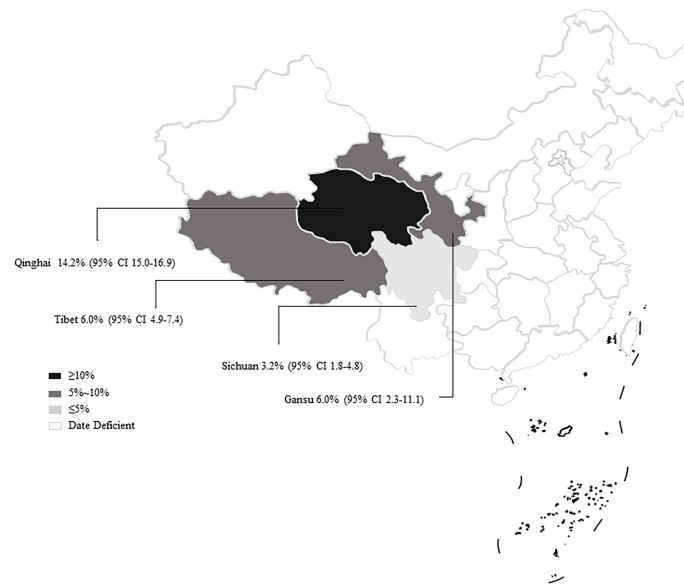 Qinghai 14.2% (95% CI 15.0-16.9)
Tibet 6.0% (95% CI 4.9-7.4)
Sichuan 3.2% (95% CI 1.8-4.8)
Gansu 6.0% (95% CI 2.3-11.1)
≥10%
5%~10%
≤5%
Date Deficient